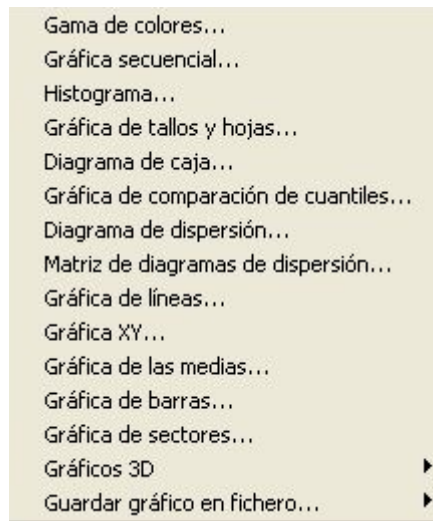 Gama de colores...
Gráfica secuencial...
Histograma...
Gráfica de tallos y hojas...
Diagrama de caja...
Gráfica de comparación de cuantiles...
Diagrama de dispersión...
Matriz de diagramas de dispersión...
Gráfica de líneas...
Gráfica XY...
Gráfica de las medias...
Gráfica de barras...
Gráfica de sectores...
Gráficos 3D
Guardar gráfico en fichero...